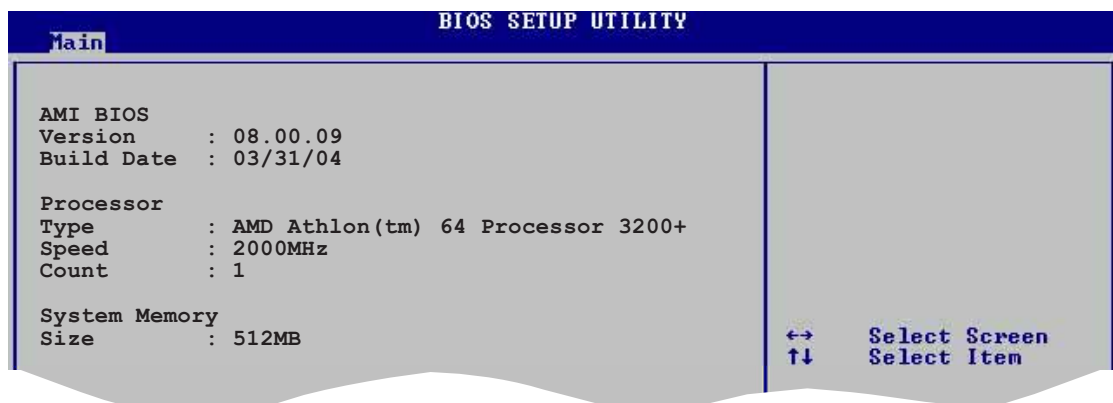 BIOS SETUP UTILITY
Main
AMI BIOS
Version : 08.00.09
Build Date : 03/31/04
Processor
Type : AMD Athlon(tm) 64 Processor 3200+
Speed : 2000MHz
Count : 1
System Memory
Size : 512MB
↔ Select Screen
↑↓ Select Item